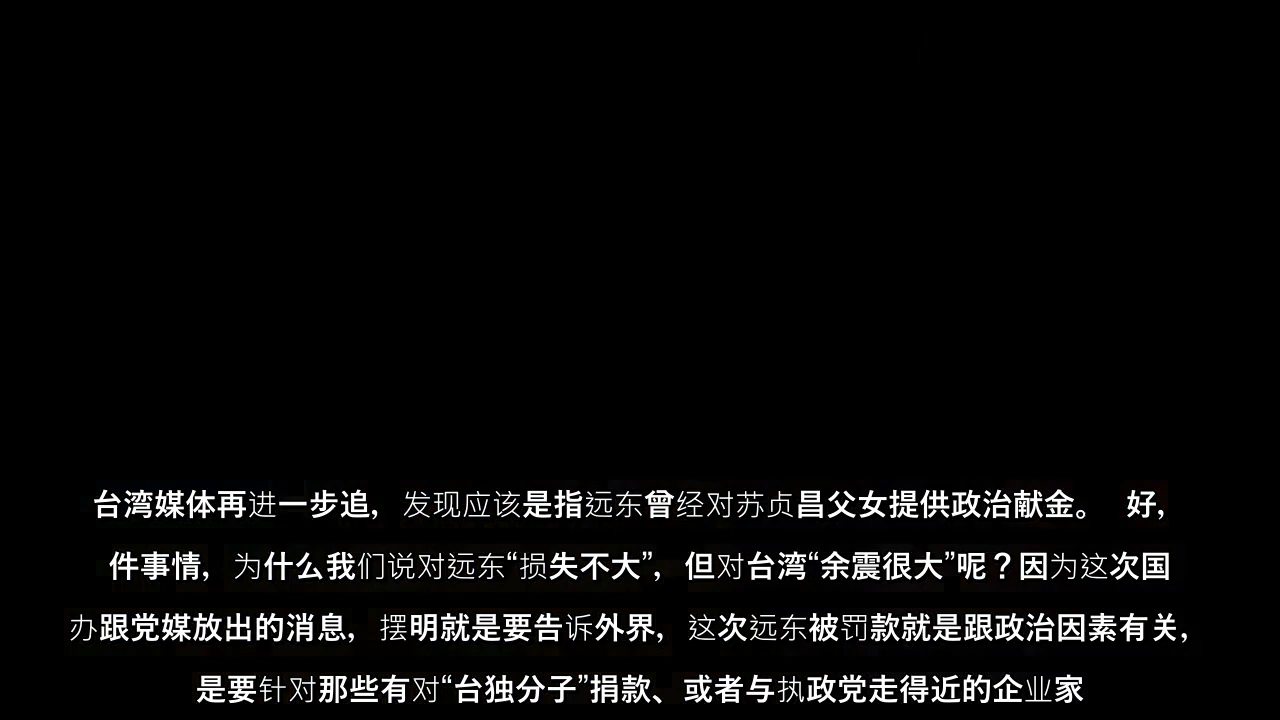 台湾媒体再进一步追，发现应该是指远东曾经对苏贞昌父女提供政治献金。 好，
件事情，为什么我们说对远东“损失不大”，但对台湾“余震很大”呢？因为这次国
办跟党媒放出的消息，摆明就是要告诉外界，这次远东被罚款就是跟政治因素有关，
是要针对那些有对“台独分子”捐款、或者与执政党走得近的企业家